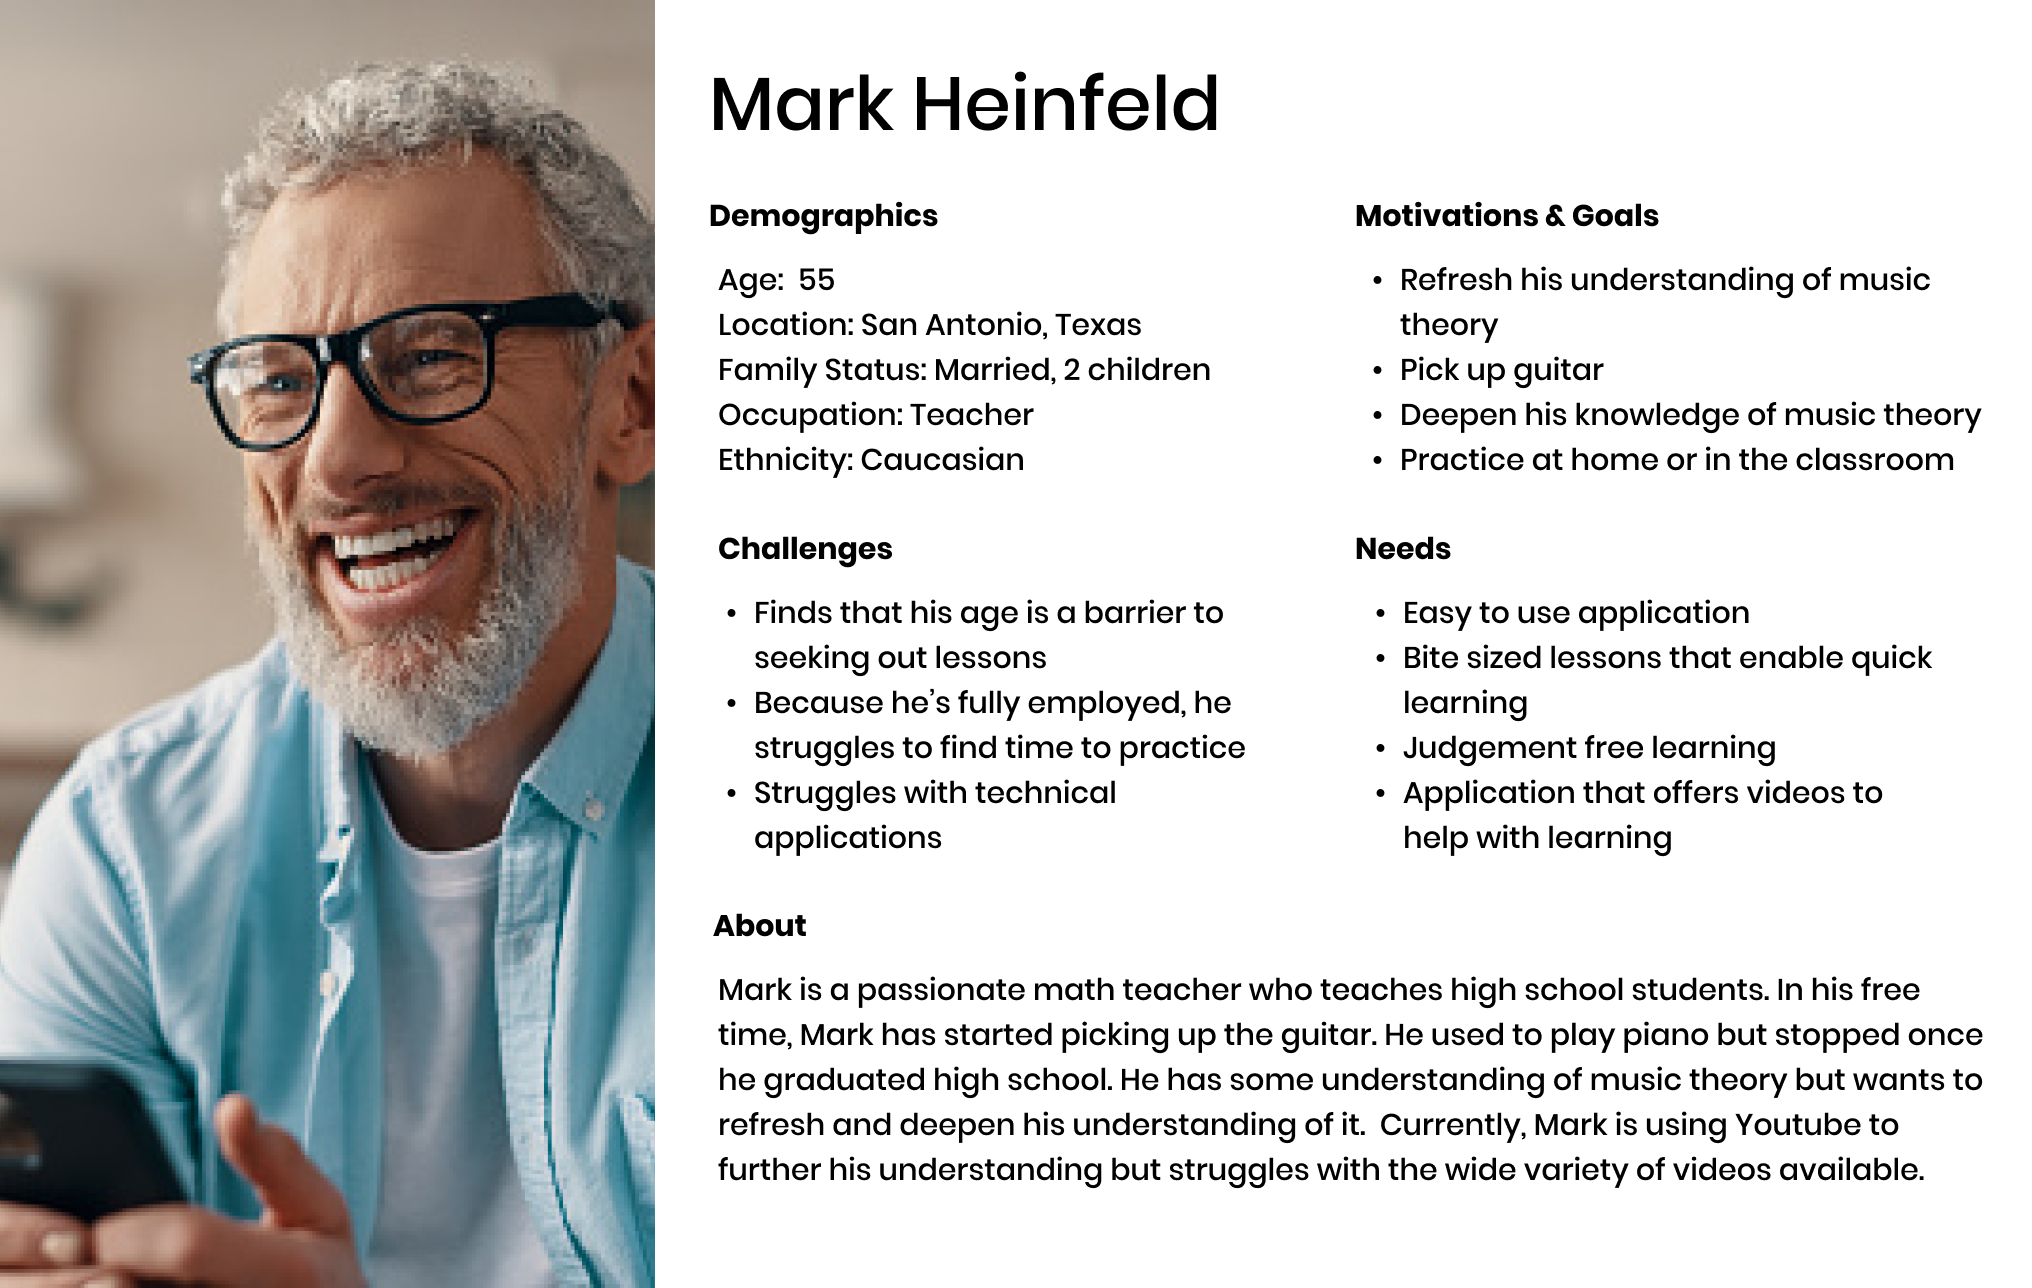 Mark Heinfeld
Demographics
Age: 55
Location: San Antonio, Texas
Family Status: Married, 2 children
Occupation: Teacher
Ethnicity: Caucasian
Motivations & Goals
• Refresh his understanding of music
theory
• Pick up guitar
• Deepen his knowledge of music theory
• Practice at home or in the classroom
Challenges
• Finds that his age is a barrier to
seeking out lessons
• Because he’s fully employed, he
struggles to find time to practice
• Struggles with technical
applications
Needs
• Easy to use application
• Bite sized lessons that enable quick
learning
• Judgement free learning
• Application that offers videos to
help with learning
About
Mark is a passionate math teacher who teaches high school students. In his free
time, Mark has started picking up the guitar. He used to play piano but stopped once
he graduated high school. He has some understanding of music theory but wants to
refresh and deepen his understanding of it.  Currently, Mark is using Youtube to
further his understanding but struggles with the wide variety of videos available.